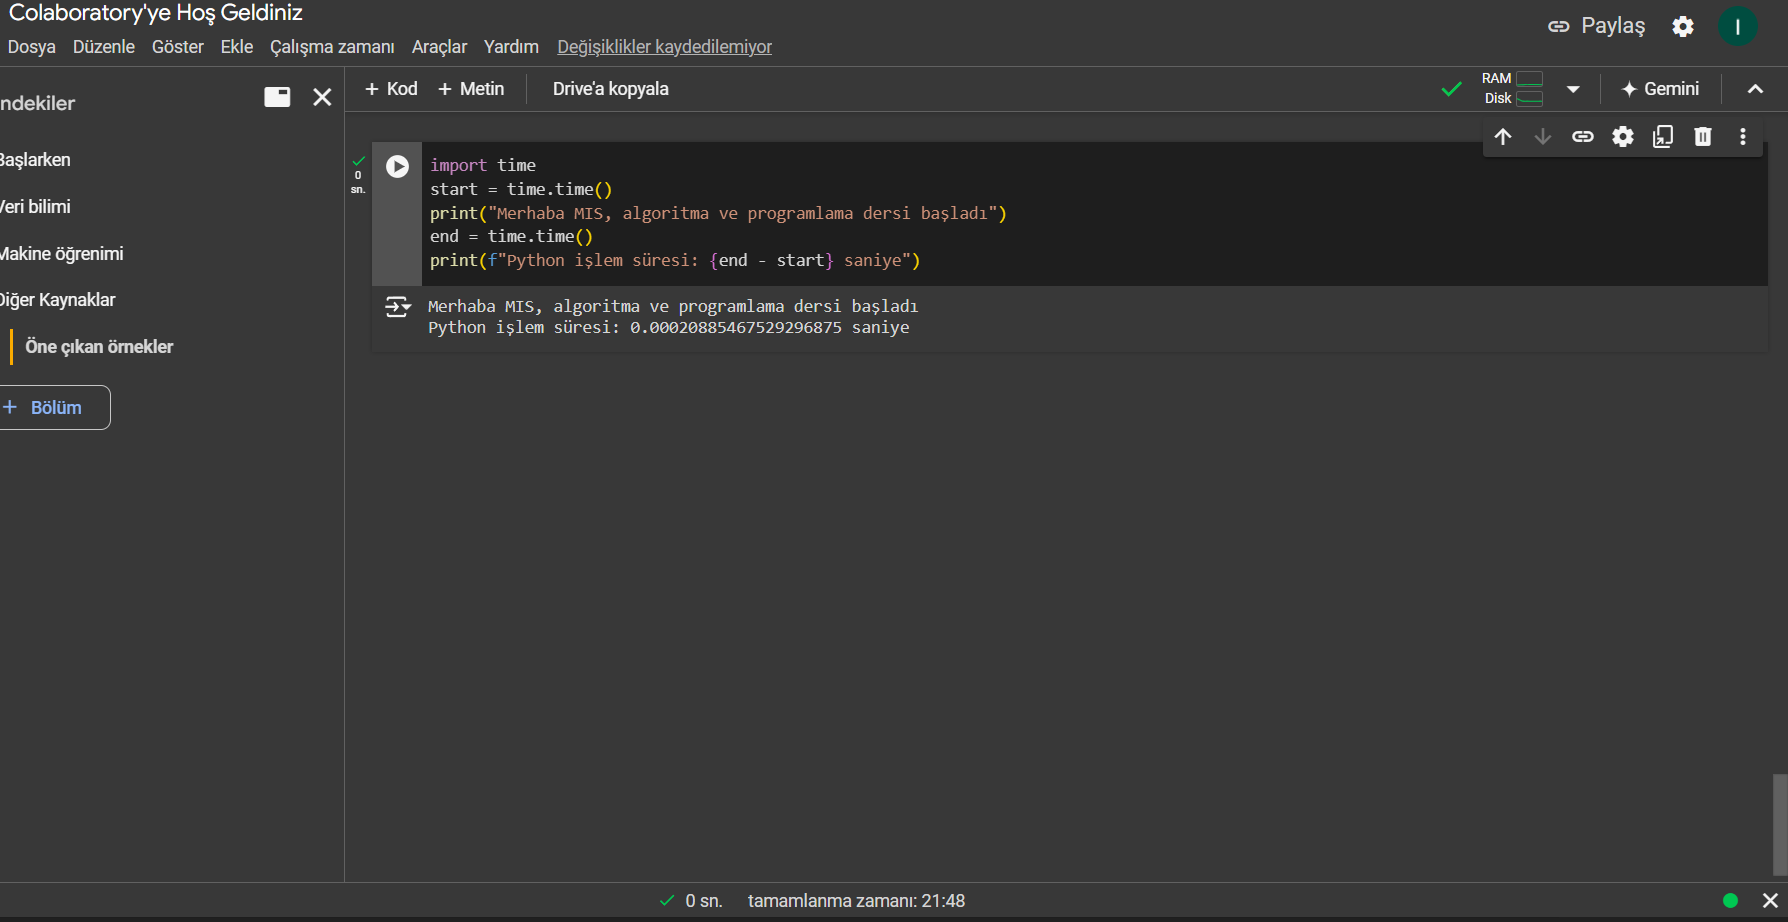 Colaboratory'ye Hoş Geldiniz
Dosya Düzenle Göster Ekle Çalışma zamanı Araçlar Yardım Değişiklikler kaydedilemiyor
Paylaş
I
ndekiler
+ Kod + Metin Drive'a kopyala
RAM
Disk
Gemini
Başlarken
Veri bilimi
Makine öğrenimi
Diğer Kaynaklar
Öne çıkan örnekler
+ Bölüm
0
sn.
import time
start = time.time()
print("Merhaba MIS, algoritma ve programlama dersi başladı")
end = time.time()
print(f"Python işlem süresi: {end - start} saniye")
Merhaba MIS, algoritma ve programlama dersi başladı
Python işlem süresi: 0.00020885467529296875 saniye
0 sn. tamamlanma zamanı: 21:48